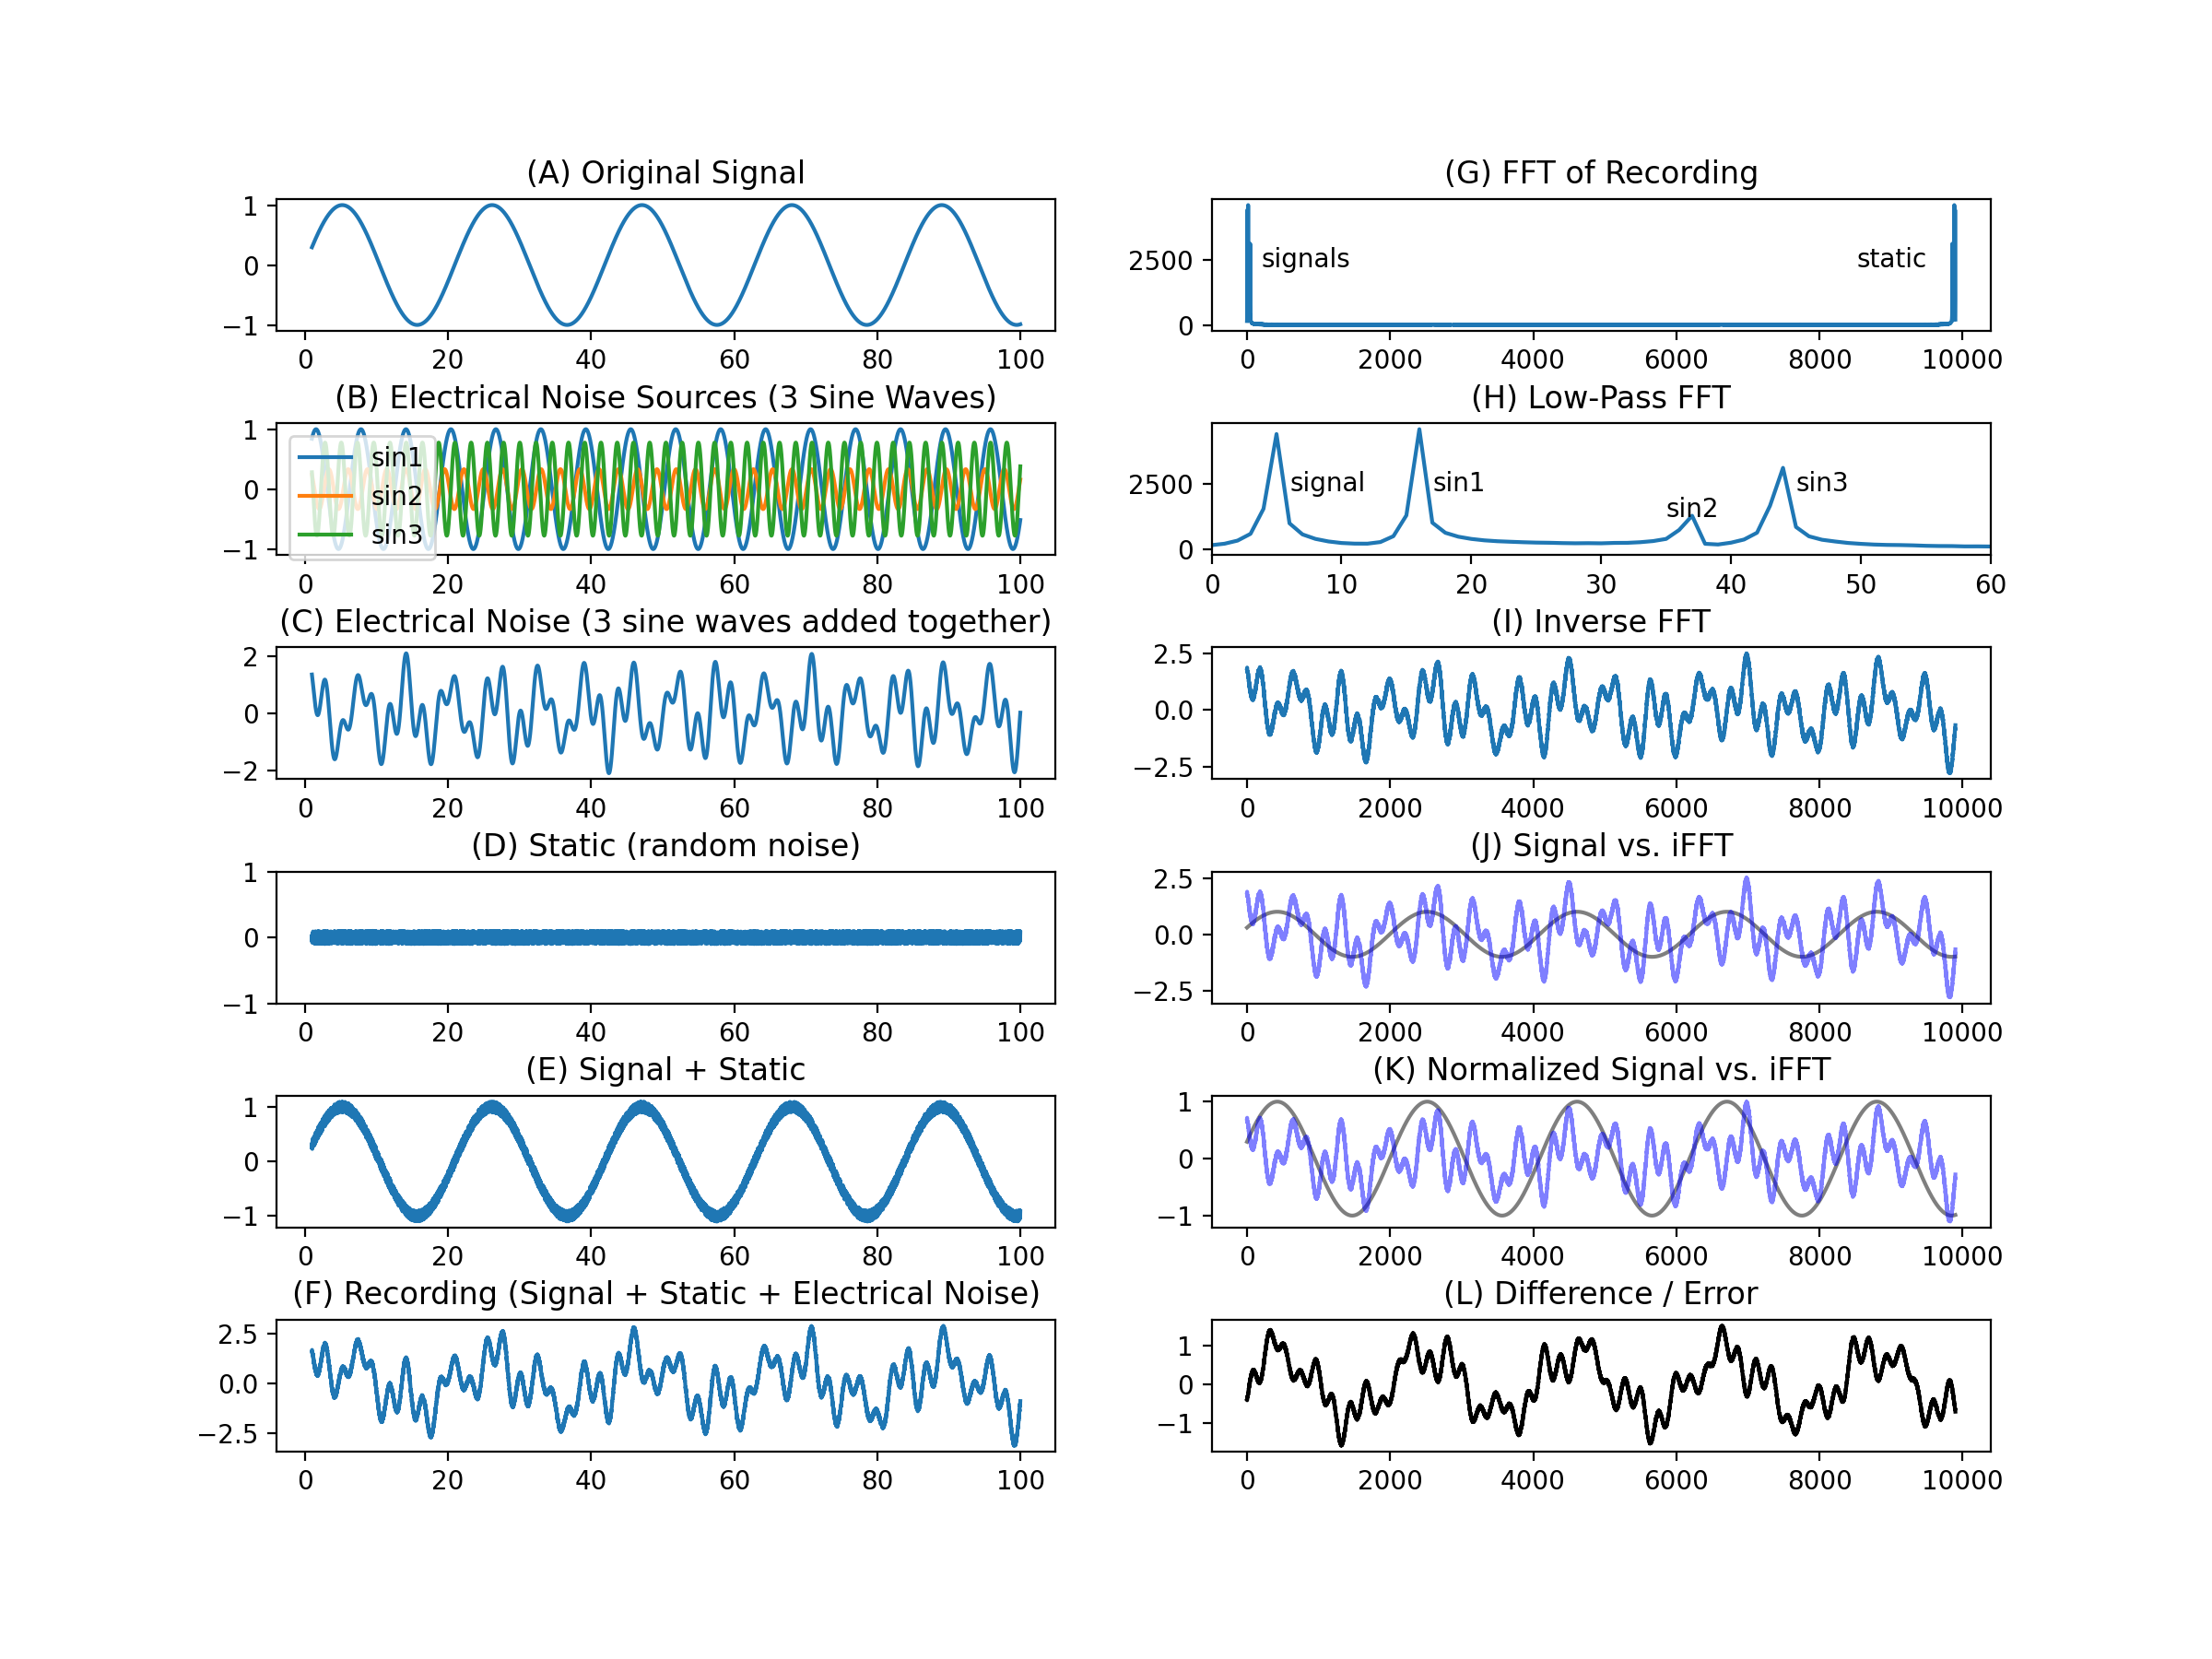 (A) Original Signal
1
0
−1
0 20 40 60 80 100
(B) Electrical Noise Sources (3 Sine Waves)
1
0
−1
sin1
sin2
sin3
0 20 40 60 80 100
(C) Electrical Noise (3 sine waves added together)
2
0
−2
0 20 40 60 80 100
(D) Static (random noise)
1
0
−1
0 20 40 60 80 100
(E) Signal + Static
1
0
−1
0 20 40 60 80 100
(F) Recording (Signal + Static + Electrical Noise)
2.5
0.0
−2.5
0 20 40 60 80 100
(G) FFT of Recording
2500
0
signals static
0 2000 4000 6000 8000 10000
(H) Low-Pass FFT
2500
0
signal sin1 sin2 sin3
0 10 20 30 40 50 60
(I) Inverse FFT
2.5
0.0
−2.5
0 2000 4000 6000 8000 10000
(J) Signal vs. iFFT
2.5
0.0
−2.5
0 2000 4000 6000 8000 10000
(K) Normalized Signal vs. iFFT
1
0
−1
0 2000 4000 6000 8000 10000
(L) Difference / Error
1
0
−1
0 2000 4000 6000 8000 10000